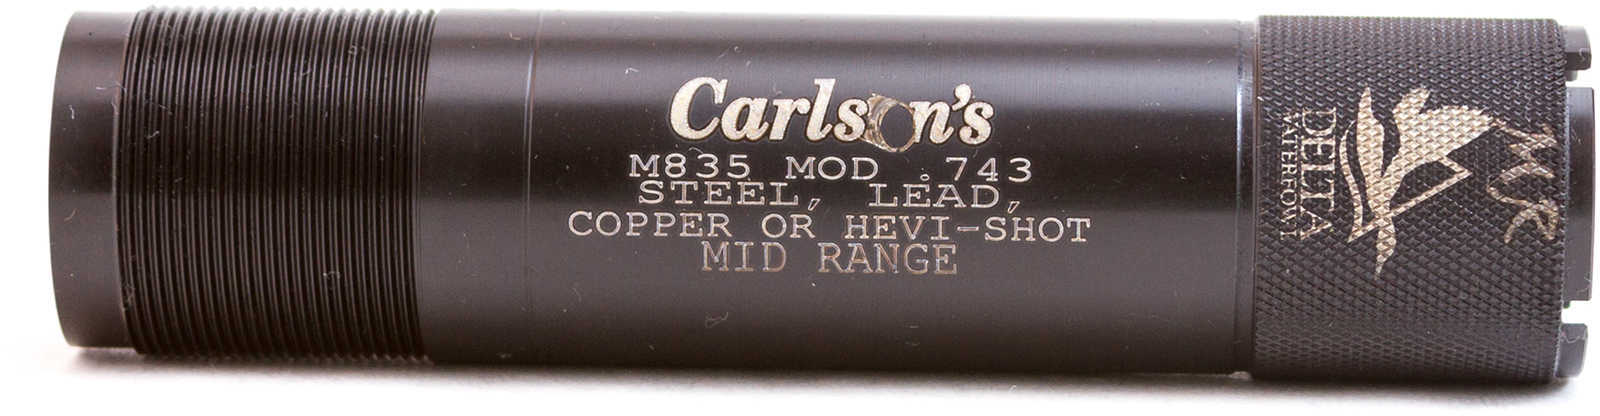 Carlson's
M835 MOD .743
STEEL, LEAD,
COPPER OR HEVI-SHOT
MID RANGE
DELTA
WATERFOWL
MR